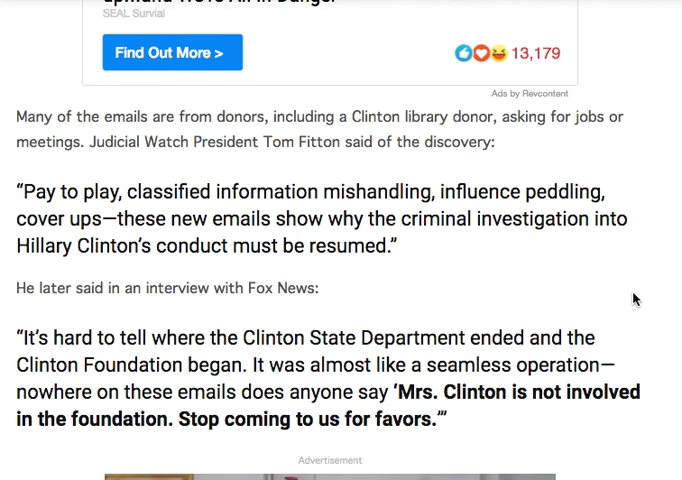 SEAL Survial
Find Out More >
13,179
Ads by Revcontent
Many of the emails are from donors, including a Clinton library donor, asking for jobs or
meetings. Judicial Watch President Tom Fitton said of the discovery:
“Pay to play, classified information mishandling, influence peddling,
cover ups—these new emails show why the criminal investigation into
Hillary Clinton’s conduct must be resumed.”
He later said in an interview with Fox News:
“It’s hard to tell where the Clinton State Department ended and the
Clinton Foundation began. It was almost like a seamless operation—
nowhere on these emails does anyone say ‘Mrs. Clinton is not involved
in the foundation. Stop coming to us for favors.’”
Advertisement